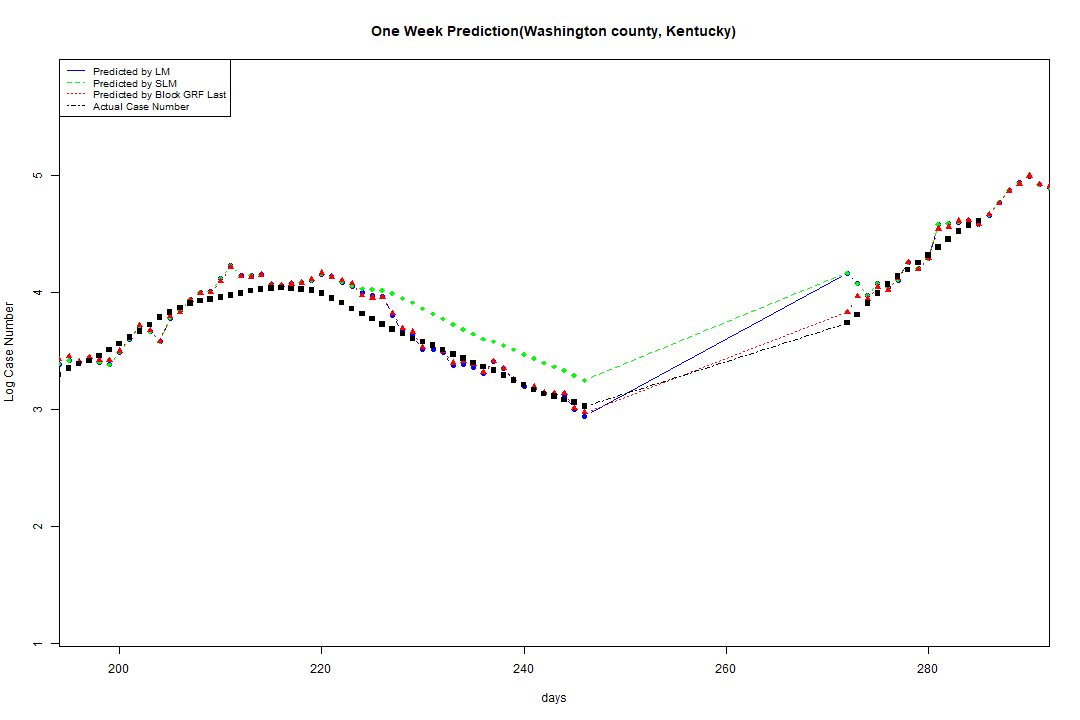 One Week Prediction(Washington county, Kentucky)
Predicted by LM
Predicted by SLM
Predicted by Block GRF Last
Actual Case Number
Log Case Number
5
4
3
2
1
200 220 240 260 280
days